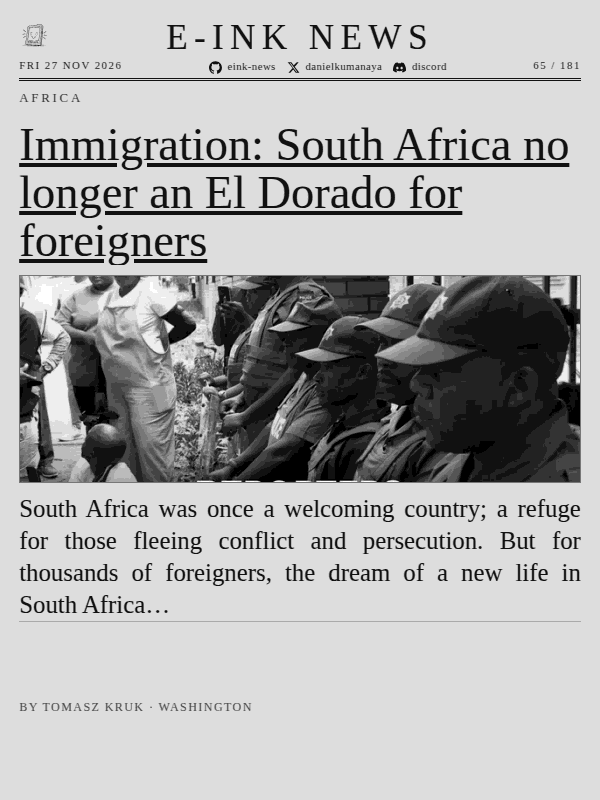 E-INK NEWS
FRI 27 NOV 2026
eink-news danielkumanaya discord
65 / 181
AFRICA
Immigration: South Africa no
longer an El Dorado for
foreigners
South Africa was once a welcoming country; a refuge
for those fleeing conflict and persecution. But for
thousands of foreigners, the dream of a new life in
South Africa…
BY TOMASZ KRUK · WASHINGTON